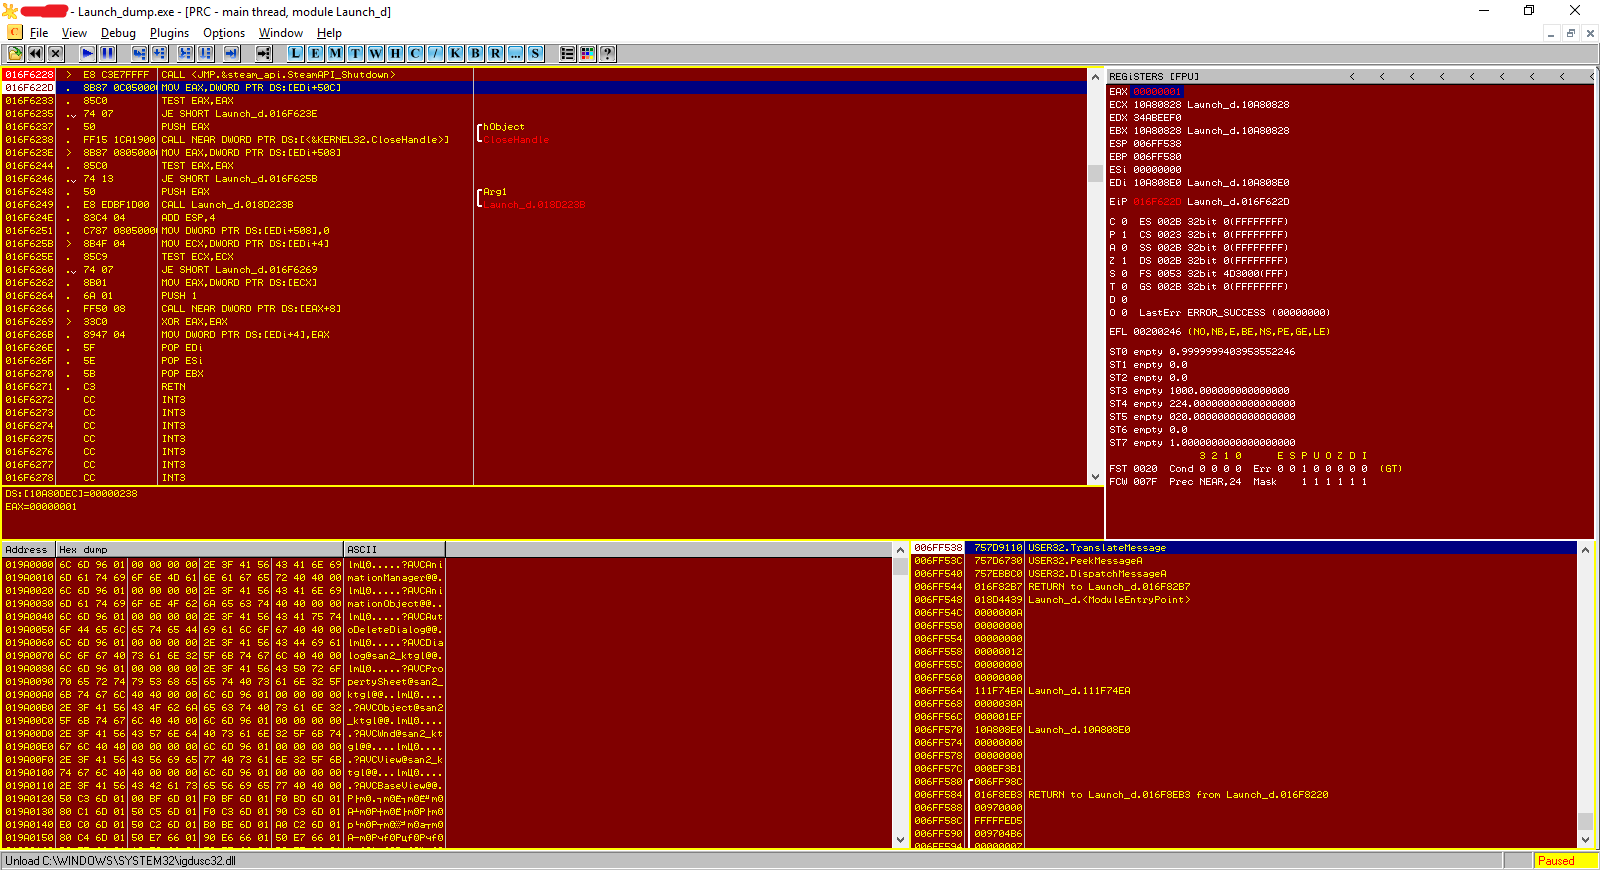 - Launch_dump.exe - [PRC - main thread, module Launch_d]
C File View Debug Plugins Options Window Help
L E M T W H C / K B R ... S ?
016F6228 > E8 C3E7FFFF CALL <JMP.&steam_api.SteamAPI_Shutdown>
016F622D . 8B87 0C050000 MOV EAX,DWORD PTR DS:[EDi+50C]
016F6233 . 85C0 TEST EAX,EAX
016F6235 .v 74 07 JE SHORT Launch_d.016F623E
016F6237 . 50 PUSH EAX hObject
016F6238 . FF15 1CA1900 CALL NEAR DWORD PTR DS:[<&KERNEL32.CloseHandle>] CloseHandle
016F623E > 8B87 08050000 MOV EAX,DWORD PTR DS:[EDi+508]
016F6244 . 85C0 TEST EAX,EAX
016F6246 .v 74 13 JE SHORT Launch_d.016F625B
016F6248 . 50 PUSH EAX Arg1
016F6249 . E8 EDBF1D00 CALL Launch_d.018D223B Launch_d.018D223B
016F624E . 83C4 04 ADD ESP,4
016F6251 . C787 08050000 MOV DWORD PTR DS:[EDi+508],0
016F625B > 8B4F 04 MOV ECX,DWORD PTR DS:[EDi+4]
016F625E . 85C9 TEST ECX,ECX
016F6260 .v 74 07 JE SHORT Launch_d.016F6269
016F6262 . 8B01 MOV EAX,DWORD PTR DS:[ECX]
016F6264 . 6A 01 PUSH 1
016F6266 . FF50 08 CALL NEAR DWORD PTR DS:[EAX+8]
016F6269 > 33C0 XOR EAX,EAX
016F626B . 8947 04 MOV DWORD PTR DS:[EDi+4],EAX
016F626E . 5F POP EDi
016F626F . 5E POP ESi
016F6270 . 5B POP EBX
016F6271 . C3 RETN
016F6272 CC INT3
016F6273 CC INT3
016F6274 CC INT3
016F6275 CC INT3
016F6276 CC INT3
016F6277 CC INT3
016F6278 CC INT3
DS:[10A80DEC]=00000238
EAX=00000001
REGiSTERS [FPU] < < < < < < < < <
EAX 00000001
ECX 10A80828 Launch_d.10A80828
EDX 34ABEEF0
EBX 10A80828 Launch_d.10A80828
ESP 006FF538
EBP 006FF580
ESi 00000000
EDi 10A808E0 Launch_d.10A808E0
EiP 016F622D Launch_d.016F622D
C 0 ES 002B 32bit 0(FFFFFFFF)
P 1 CS 0023 32bit 0(FFFFFFFF)
A 0 SS 002B 32bit 0(FFFFFFFF)
Z 1 DS 002B 32bit 0(FFFFFFFF)
S 0 FS 0053 32bit 4D3000(FFF)
T 0 GS 002B 32bit 0(FFFFFFFF)
D 0
O 0 LastErr ERROR_SUCCESS (00000000)
EFL 00200246 (NO,NB,E,BE,NS,PE,GE,LE)
ST0 empty 0.9999999403953552246
ST1 empty 0.0
ST2 empty 0.0
ST3 empty 1000.0000000000000000
ST4 empty 224.00000000000000000
ST5 empty 020.00000000000000000
ST6 empty 0.0
ST7 empty 1.0000000000000000000
3 2 1 0 E S P U O Z D I
FST 0020 Cond 0 0 0 0 Err 0 0 1 0 0 0 0 0 (GT)
FCW 007F Prec NEAR,24 Mask 1 1 1 1 1 1
Address Hex dump ASCII
019A0000 6C 6D 96 01 00 00 00 00 2E 3F 41 56 43 41 6E 69
019A0010 6D 61 74 69 6F 6E 4D 61 6E 61 67 65 72 40 40 00 mationManager@@.
019A0020 6C 6D 96 01 00 00 00 00 2E 3F 41 56 43 41 6E 69
019A0030 6D 61 74 69 6F 6E 4F 62 6A 65 63 74 40 40 00 00 mationObject@@..
019A0040 6C 6D 96 01 00 00 00 00 2E 3F 41 56 43 41 75 74
019A0050 6F 44 65 6C 65 74 65 44 69 61 6C 6F 67 40 40 00 oDeleteDialog@@.
019A0060 6C 6D 96 01 00 00 00 00 2E 3F 41 56 43 44 69 61
019A0070 6C 6F 67 40 73 61 6E 32 5F 6B 74 67 6C 40 40 00 log@san2_ktgl@@.
019A0080 6C 6D 96 01 00 00 00 00 2E 3F 41 56 43 50 72 6F
019A0090 70 65 72 74 79 53 68 65 65 74 40 73 61 6E 32 5F pertySheet@san2_
019A00A0 6B 74 67 6C 40 40 00 00 6C 6D 96 01 00 00 00 00
019A00B0 2E 3F 41 56 43 4F 62 6A 65 63 74 40 73 61 6E 32 .?AVCObject@san2
019A00C0 5F 6B 74 67 6C 40 40 00 6C 6D 96 01 00 00 00 00
019A00D0 2E 3F 41 56 43 57 6E 64 40 73 61 6E 32 5F 6B 74 .?AVCWnd@san2_kt
019A00E0 67 6C 40 40 00 00 00 00 6C 6D 96 01 00 00 00 00
019A00F0 2E 3F 41 56 43 56 69 65 77 40 73 61 6E 32 5F 6B .?AVCView@san2_k
019A0100 74 67 6C 40 40 00 00 00 6C 6D 96 01 00 00 00 00
019A0110 2E 3F 41 56 43 42 61 73 65 56 69 65 77 40 40 00 .?AVCBaseView@@.
019A0120 50 C3 6D 01 00 BF 6D 01 F0 BF 6D 01 F0 BD 6D 01
019A0130 80 C1 6D 01 50 C5 6D 01 F0 C3 6D 01 90 C3 6D 01
019A0140 E0 C0 6D 01 50 C2 6D 01 B0 BE 6D 01 A0 C2 6D 01
019A0150 80 C4 6D 01 50 E7 66 01 90 E6 66 01 50 E7 66 01
006FF538 757D9110 USER32.TranslateMessage
006FF53C 757D6730 USER32.PeekMessageA
006FF540 757EBBC0 USER32.DispatchMessageA
006FF544 016F82B7 RETURN to Launch_d.016F82B7
006FF548 018D4439 Launch_d.<ModuleEntryPoint>
006FF54C 0000000A
006FF550 00000000
006FF554 00000000
006FF558 00000012
006FF55C 00000000
006FF560 00000000
006FF564 111F74EA Launch_d.111F74EA
006FF568 0000030A
006FF56C 000001EF
006FF570 10A808E0 Launch_d.10A808E0
006FF574 00000000
006FF578 00000000
006FF57C 000EF3B1
006FF580 006FF98C
006FF584 016F8EB3 RETURN to Launch_d.016F8EB3 from Launch_d.016F8220
006FF588 00970000
006FF58C FFFFFED5
006FF590 009704B6
006FF594 00000007
Unload C:\WINDOWS\SYSTEM32\igdusc32.dll
Paused